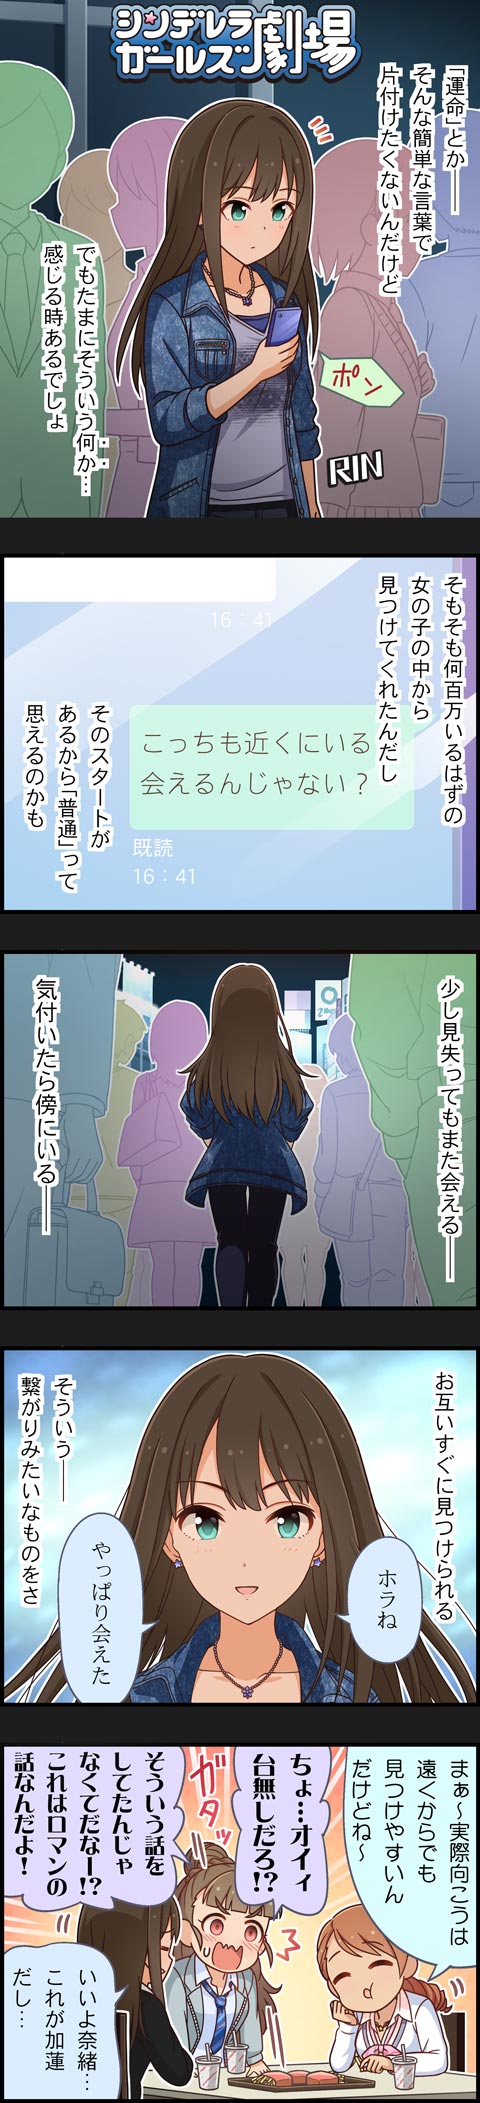 シンデレラ
ガールズ劇場
「運命」とか――
そんな簡単な言葉で
片付けたくないんだけど
ポン
でもたまにそういう何か…
感じる時あるでしょ
RIN
そもそも何百万いるはずの
女の子の中から
見つけてくれたんだし
16：41
こっちも近くにいる
会えるんじゃない？
既読
16：41
そのスタートが
あるから「普通」って
思えるのかも
少し見失ってもまた会える――
気付いたら傍にいる――
お互いすぐに見つけられる
そういう――
繋がりみたいなものをさ
ホラね
やっぱり会えた
まぁ～実際向こうは
遠くからでも
見つけやすいん
だけどね～
ちょ…オイィ
台無しだろ!?
ガタッ
そういう話を
してたんじゃ
なくてだなー!?
これはロマンの
話なんだよ！
いいよ奈緒…
これが加蓮
だし…